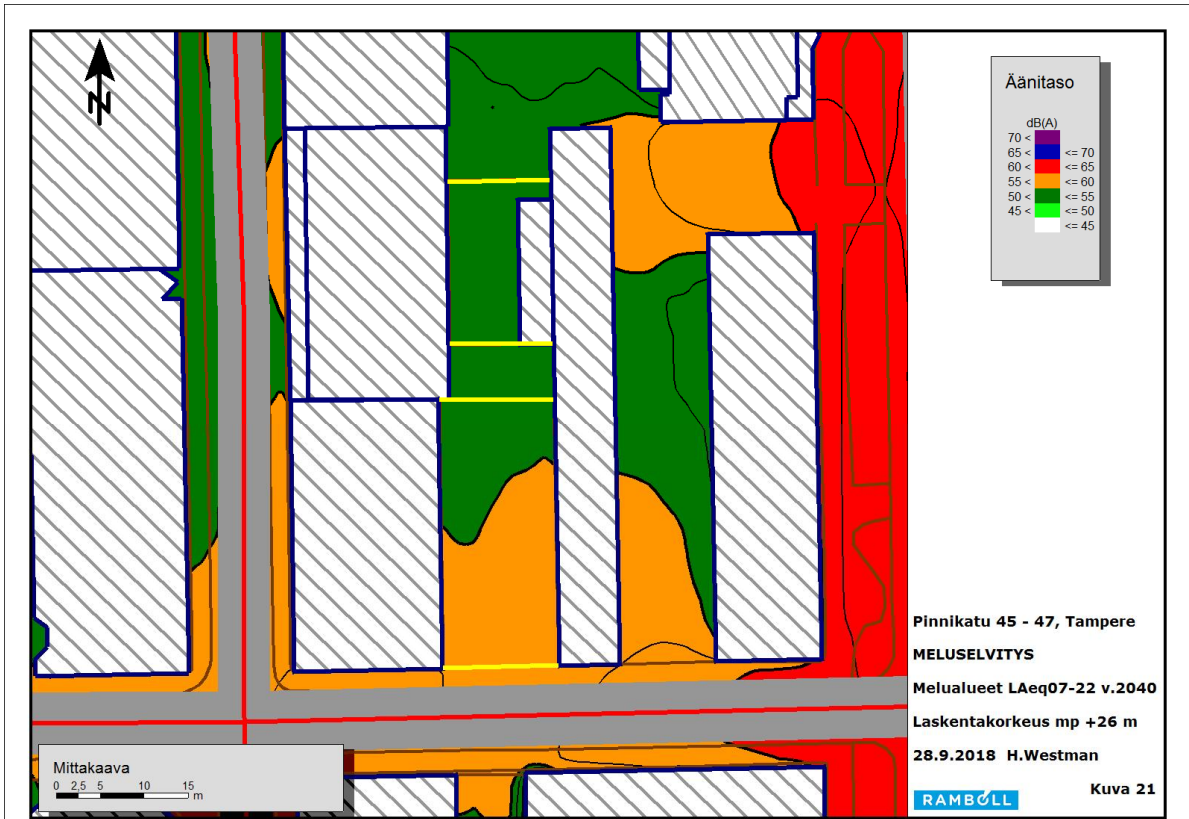 N
Äänitaso
dB(A)
70 <
65 < <= 70
60 < <= 65
55 < <= 60
50 < <= 55
45 < <= 50
<= 45
Pinnikatu 45 - 47, Tampere
MELUSELVITYS
Melualueet LAeq07-22 v.2040
Laskentakorkeus mp +26 m
28.9.2018 H.Westman
Kuva 21
RAMBOLL
Mittakaava
0 2,5 5 10 15
m